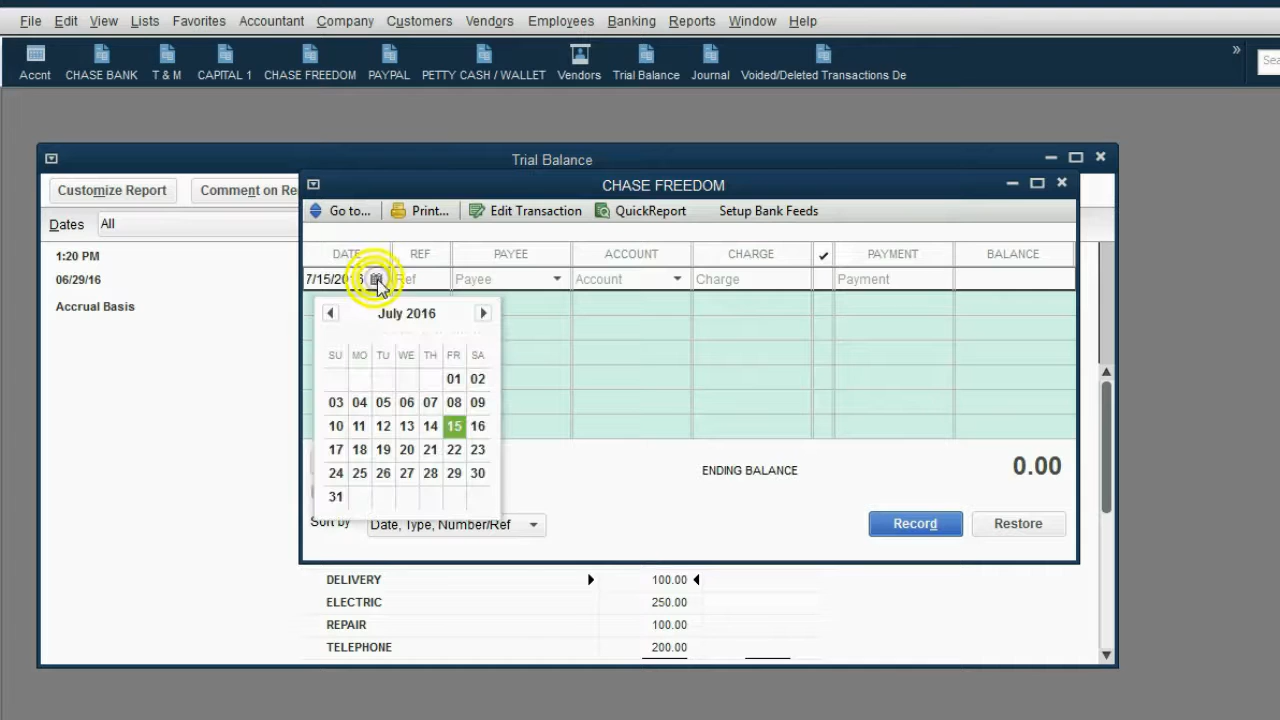 File Edit View Lists Favorites Accountant Company Customers Vendors Employees Banking Reports Window Help
»
Accnt CHASE BANK T & M CAPITAL 1 CHASE FREEDOM PAYPAL PETTY CASH / WALLET Vendors Trial Balance Journal Voided/Deleted Transactions De
Trial Balance
Customize Report Comment on Re
Dates All
1:20 PM
06/29/16
Accrual Basis
CHASE FREEDOM
Go to... Print... Edit Transaction QuickReport Setup Bank Feeds
DATE REF PAYEE ACCOUNT CHARGE ✔ PAYMENT BALANCE
Ref Payee Account Charge Payment
July 2016
SU MO TU WE TH FR SA
01 02
03 04 05 06 07 08 09
10 11 12 13 14 15 16
17 18 19 20 21 22 23
24 25 26 27 28 29 30
31
ENDING BALANCE 0.00
Sort by Date, Type, Number/Ref
Record Restore
DELIVERY 100.00
ELECTRIC 250.00
REPAIR 100.00
TELEPHONE 200.00